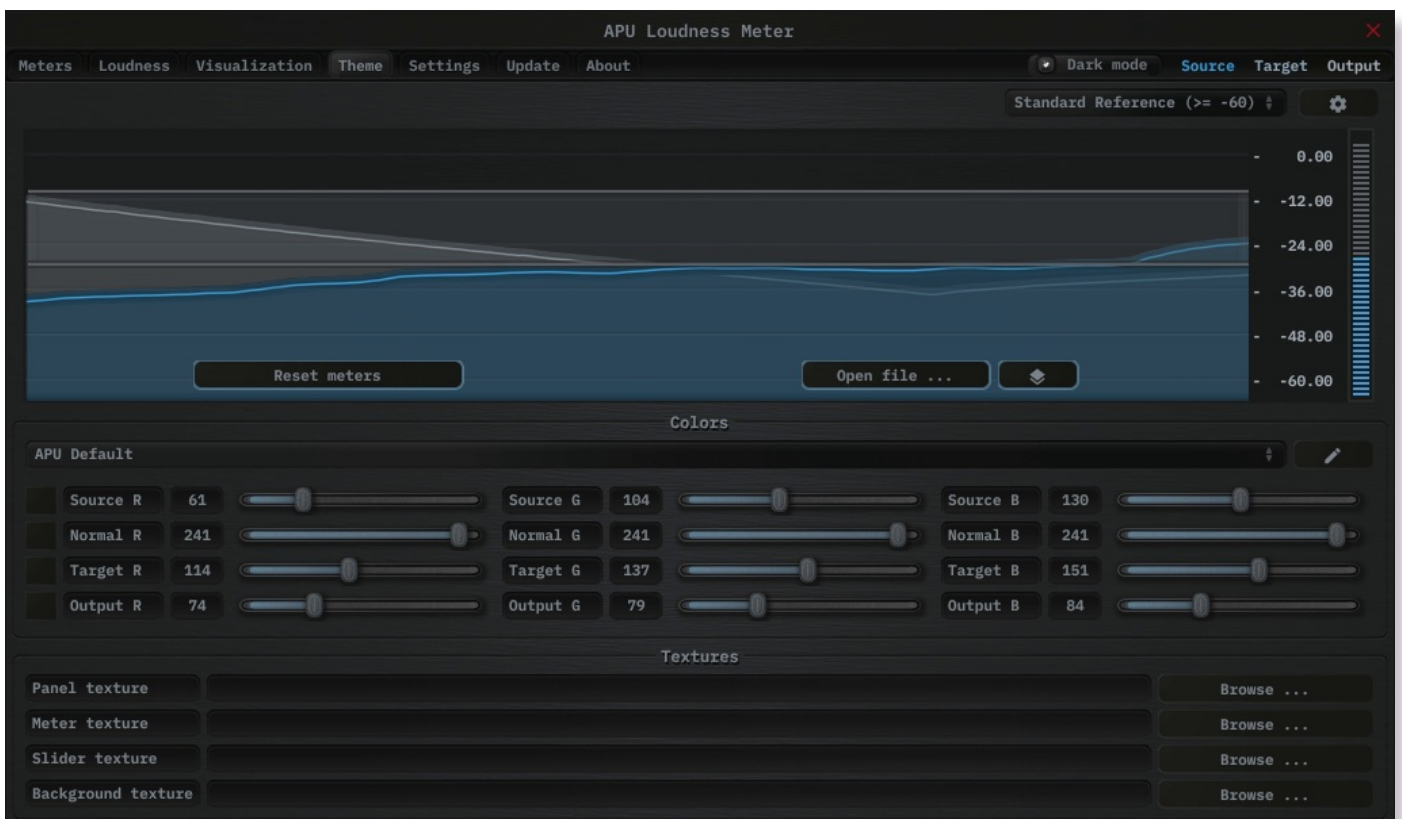 APU Loudness Meter
Meters Loudness Visualization Theme Settings Update About Dark mode Source Target Output
Standard Reference (>= -60)
- 0.00
- -12.00
- -24.00
- -36.00
- -48.00
- -60.00
Reset meters Open file ...
Colors
APU Default
Source R 61 Source G 104 Source B 130
Normal R 241 Normal G 241 Normal B 241
Target R 114 Target G 137 Target B 151
Output R 74 Output G 79 Output B 84
Textures
Panel texture Browse ...
Meter texture Browse ...
Slider texture Browse ...
Background texture Browse ...